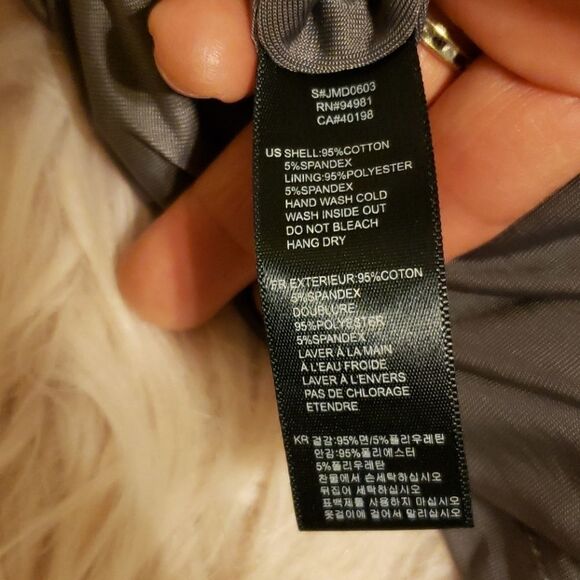 S#JMD0603
RN#94981
CA#40198
US SHELL:95%COTTON
5%SPANDEX
LINING:95%POLYESTER
5%SPANDEX
HAND WASH COLD
WASH INSIDE OUT
DO NOT BLEACH
HANG DRY
FR EXTERIEUR:95%COTON
5%SPANDEX
DOUBLURE
95%POLYESTER
5%SPANDEX
LAVER À LA MAIN
À L'EAU FROIDE
LAVER À L'ENVERS
PAS DE CHLORAGE
ETENDRE
KR 겉감:95%면/5%폴리우레탄
안감:95%폴리에스터
5%폴리우레탄
찬물에서 손세탁하십시오
뒤집어 세탁하십시오
표백제를 사용하지 마십시오
옷걸이에 걸어서 말리십시오